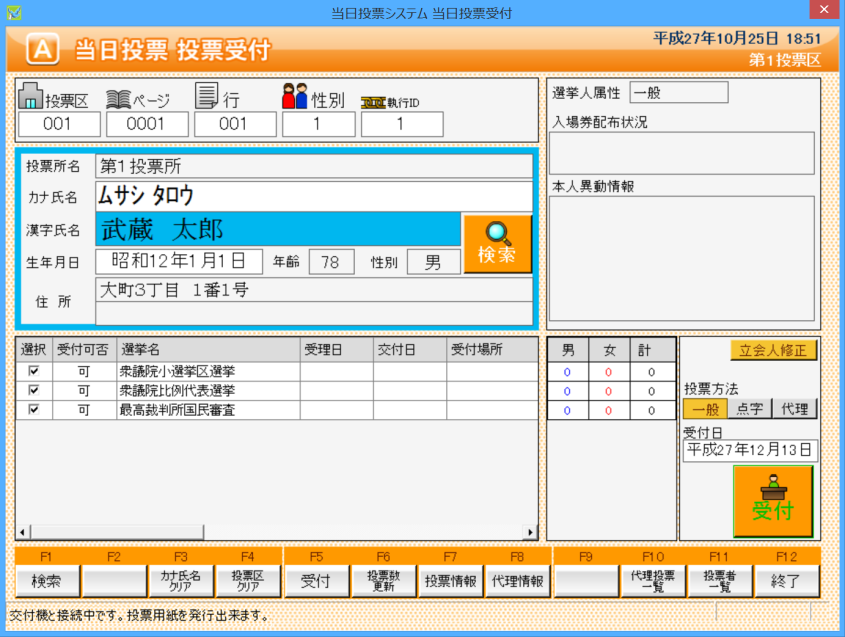 当日投票システム 当日投票受付
A 当日投票 投票受付
平成27年10月25日 18:51
第1投票区
投票区 ページ 行 性別 執行ID
001 0001 001 1 1
投票所名 第1投票所
カナ氏名 ムサシ タロウ
漢字氏名 武蔵 太郎
検索
生年月日 昭和12年1月1日 年齢 78 性別 男
住 所 大町3丁目 1番1号
選挙人属性 一般
入場券配布状況
本人異動情報
選択 受付可否 選挙名 受理日 交付日 受付場所
可 衆議院小選挙区選挙
可 衆議院比例代表選挙
可 最高裁判所国民審査
男 女 計
0 0 0
0 0 0
0 0 0
立会人修正
投票方法
一般 点字 代理
受付日
平成27年12月13日
受付
F1 F2 F3 F4 F5 F6 F7 F8 F9 F10 F11 F12
検索 カナ氏名クリア 投票区クリア 受付 投票数更新 投票情報 代理情報 代理投票一覧 投票者一覧 終了
交付機と接続中です。投票用紙を発行出来ます。